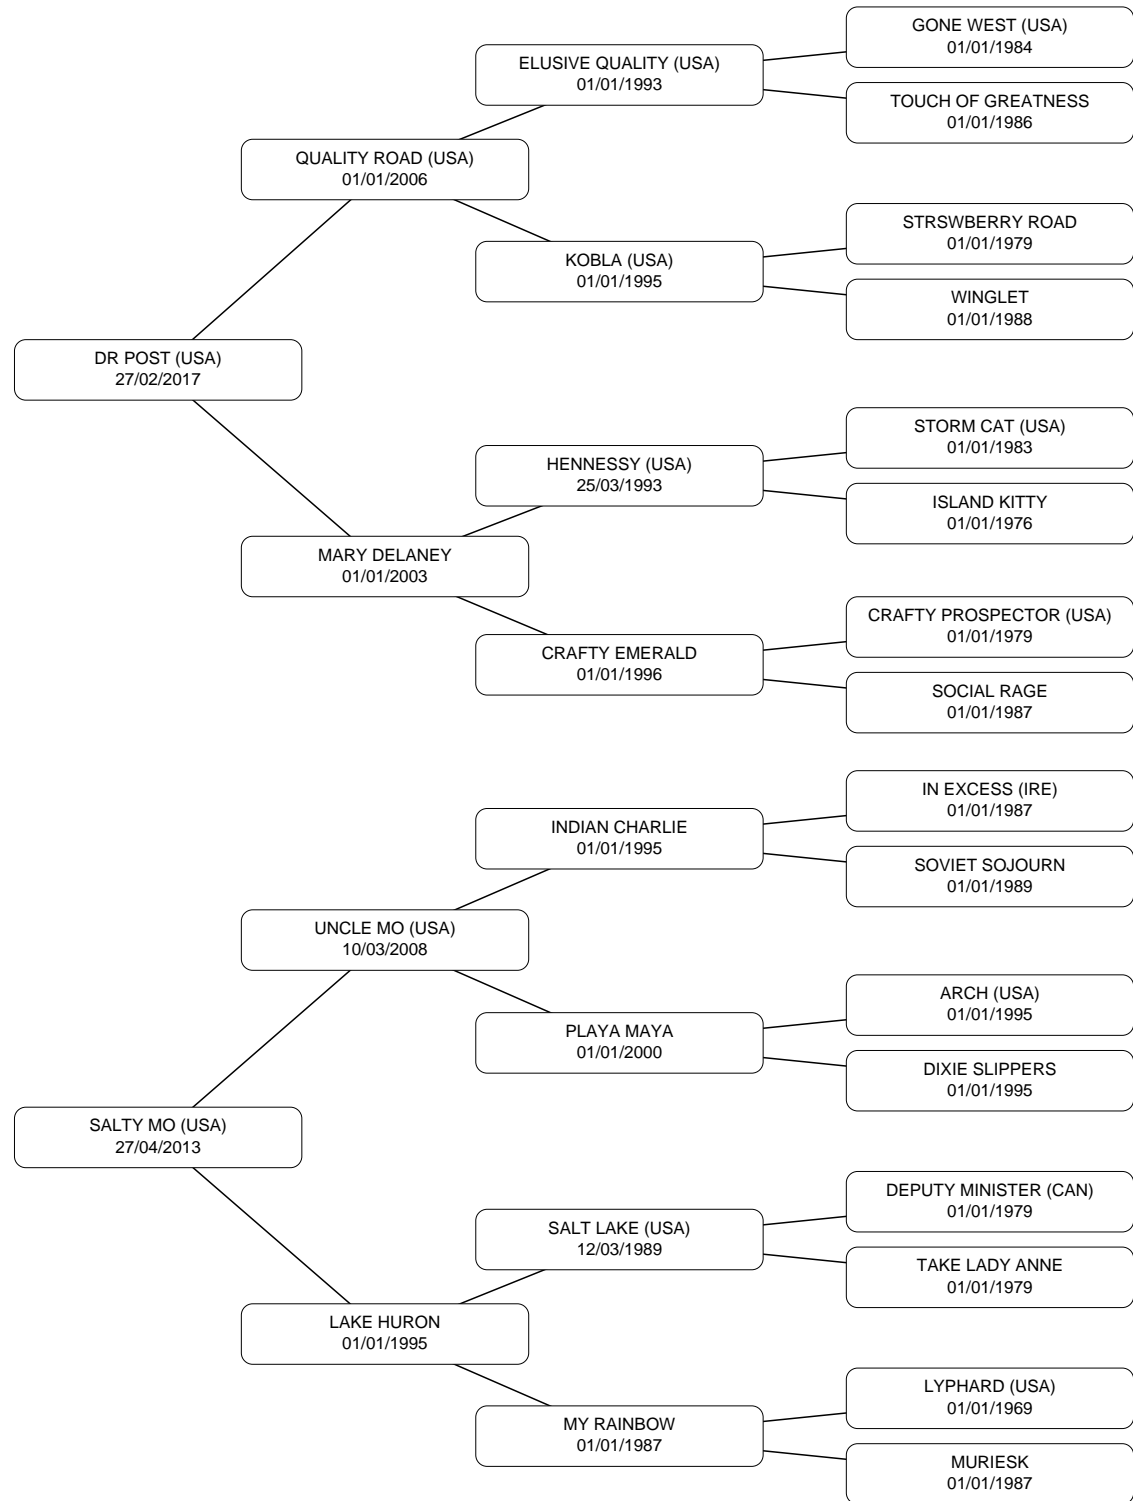 GONE WEST (USA)
01/01/1984
ELUSIVE QUALITY (USA)
01/01/1993
TOUCH OF GREATNESS
01/01/1986
QUALITY ROAD (USA)
01/01/2006
STRSWBERRY ROAD
01/01/1979
KOBLA (USA)
01/01/1995
WINGLET
01/01/1988
DR POST (USA)
27/02/2017
STORM CAT (USA)
01/01/1983
HENNESSY (USA)
25/03/1993
ISLAND KITTY
01/01/1976
MARY DELANEY
01/01/2003
CRAFTY PROSPECTOR (USA)
01/01/1979
CRAFTY EMERALD
01/01/1996
SOCIAL RAGE
01/01/1987
IN EXCESS (IRE)
01/01/1987
INDIAN CHARLIE
01/01/1995
SOVIET SOJOURN
01/01/1989
UNCLE MO (USA)
10/03/2008
ARCH (USA)
01/01/1995
PLAYA MAYA
01/01/2000
DIXIE SLIPPERS
01/01/1995
SALTY MO (USA)
27/04/2013
DEPUTY MINISTER (CAN)
01/01/1979
SALT LAKE (USA)
12/03/1989
TAKE LADY ANNE
01/01/1979
LAKE HURON
01/01/1995
LYPHARD (USA)
01/01/1969
MY RAINBOW
01/01/1987
MURIESK
01/01/1987